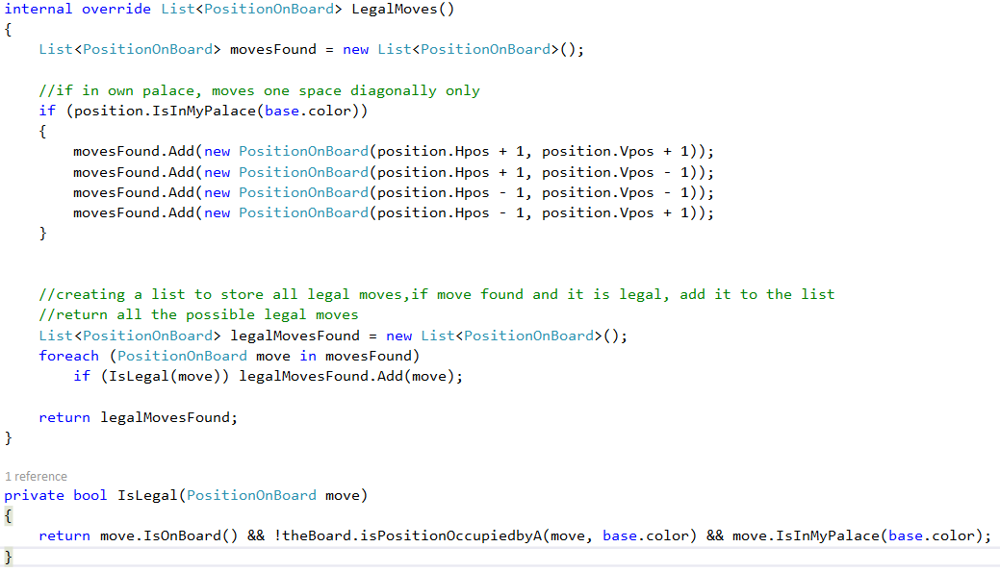 internal override List<PositionOnBoard> LegalMoves()
{
    List<PositionOnBoard> movesFound = new List<PositionOnBoard>();

    //if in own palace, moves one space diagonally only
    if (position.IsInMyPalace(base.color))
    {
        movesFound.Add(new PositionOnBoard(position.Hpos + 1, position.Vpos + 1));
        movesFound.Add(new PositionOnBoard(position.Hpos + 1, position.Vpos - 1));
        movesFound.Add(new PositionOnBoard(position.Hpos - 1, position.Vpos - 1));
        movesFound.Add(new PositionOnBoard(position.Hpos - 1, position.Vpos + 1));
    }


    //creating a list to store all legal moves,if move found and it is legal, add it to the list
    //return all the possible legal moves
    List<PositionOnBoard> legalMovesFound = new List<PositionOnBoard>();
    foreach (PositionOnBoard move in movesFound)
        if (IsLegal(move)) legalMovesFound.Add(move);

    return legalMovesFound;
}

1 reference
private bool IsLegal(PositionOnBoard move)
{
    return move.IsOnBoard() && !theBoard.isPositionOccupiedbyA(move, base.color) && move.IsInMyPalace(base.color);
}